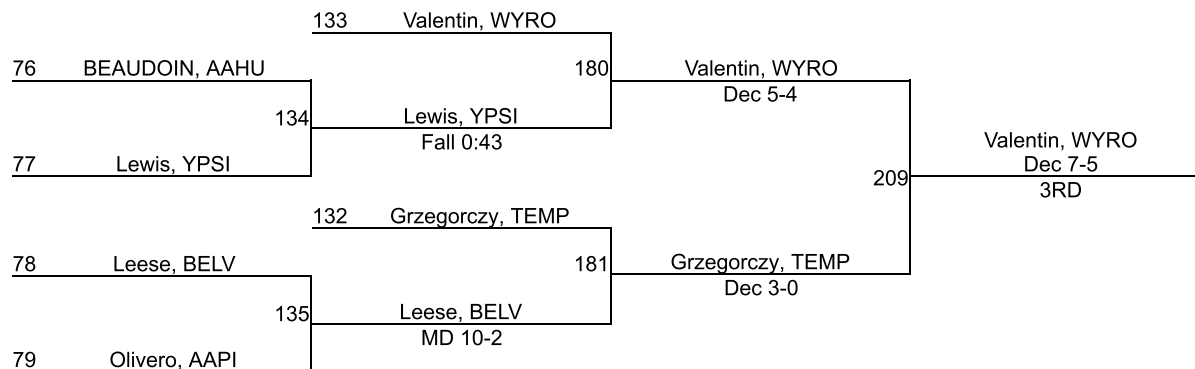 133 Valentin, WYRO
76 BEAUDOIN, AAHU
180 Valentin, WYRO
Dec 5-4
134 Lewis, YPSI
Fall 0:43
77 Lewis, YPSI
Valentin, WYRO
209 Dec 7-5
3RD
132 Grzegorczy, TEMP
78 Leese, BELV
181 Grzegorczy, TEMP
Dec 3-0
135 Leese, BELV
MD 10-2
79 Olivero, AAPI